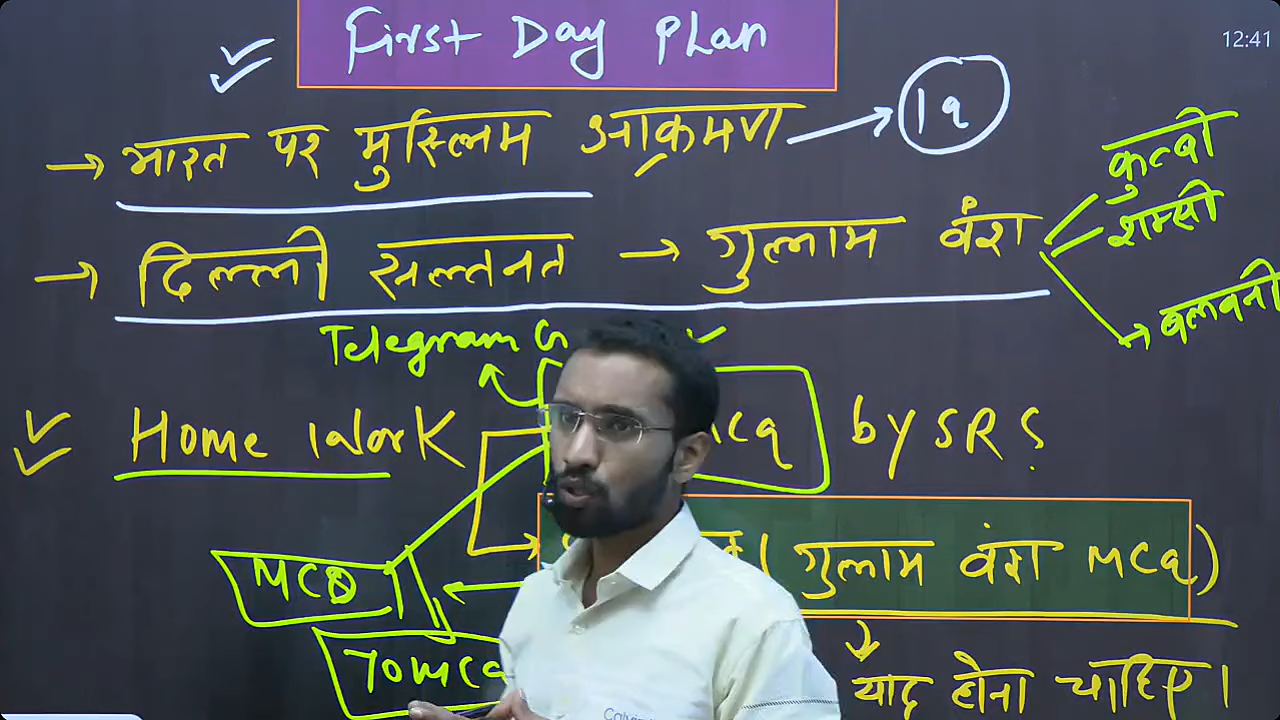 First Day Plan
12:41
→ भारत पर मुस्लिम आक्रमण → 1Q
→ दिल्ली सल्तनत → गुलाम वंश
कुत्बी
शम्सी
→ बलबनी
Telegram
Home Work
by SRS
MCQ
(गुलाम वंश MCQ)
70 MCQ
याद होना चाहिए।